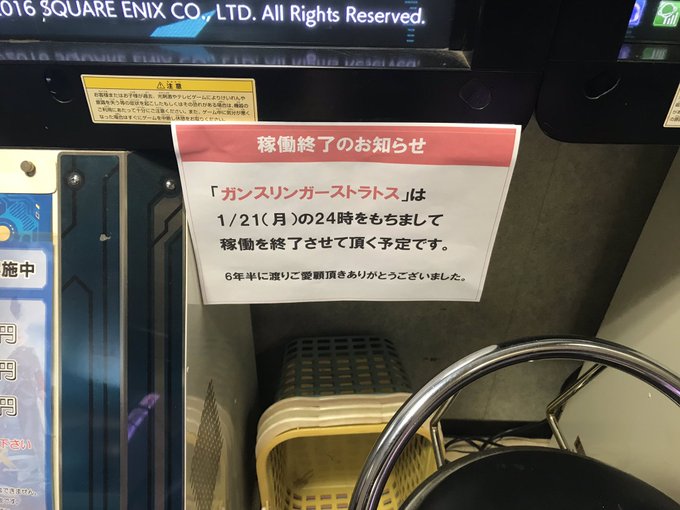 2016 SQUARE ENIX CO., LTD. All Rights Reserved.
注意
稼働終了のお知らせ
「ガンスリンガーストラトス」は
1/21(月)の24時をもちまして
稼働を終了させて頂く予定です。
6年半に渡りご愛顧頂きありがとうございました。
施中
円
円
円
下さい